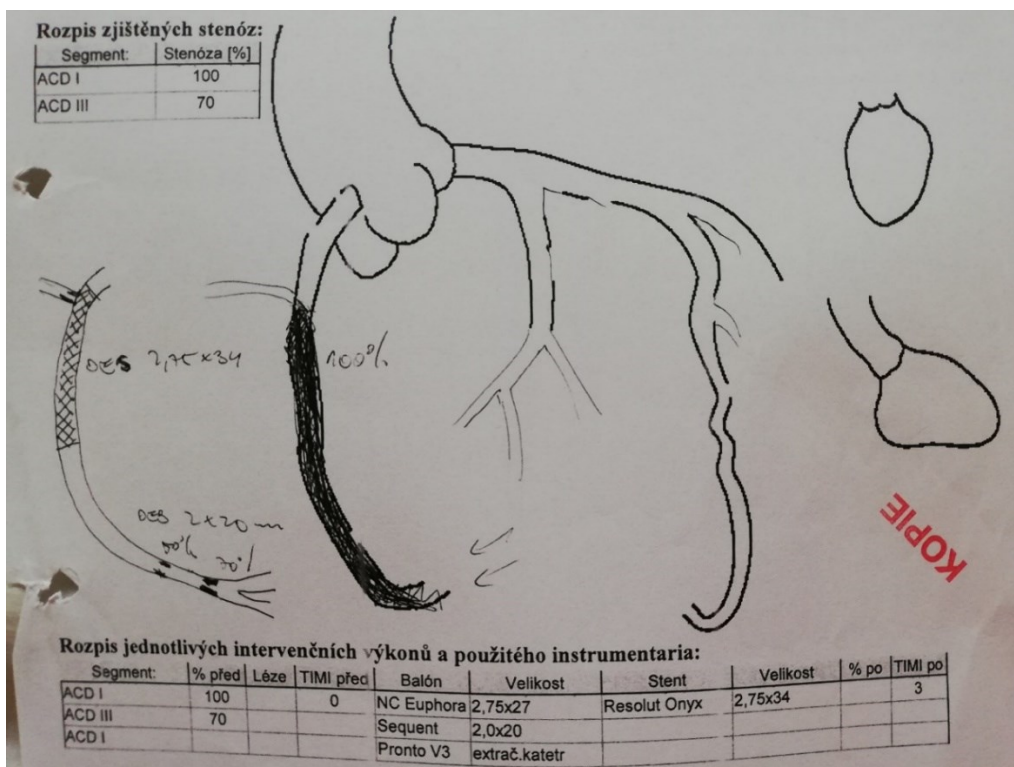 Rozpis zjištěných stenóz:
Segment: Stenóza [%]
ACD I 100
ACD III 70
DES 2,75x34
100%
DES 2x20 mm
50% 70%
KOPIE
Rozpis jednotlivých intervenčních výkonů a použitého instrumentaria:
Segment: % před Léze TIMI před Balón Velikost Stent Velikost % po TIMI po
ACD I 100 0 NC Euphora 2,75x27 Resolut Onyx 2,75x34 3
ACD III 70 Sequent 2,0x20
ACD I Pronto V3 extrač.katetr